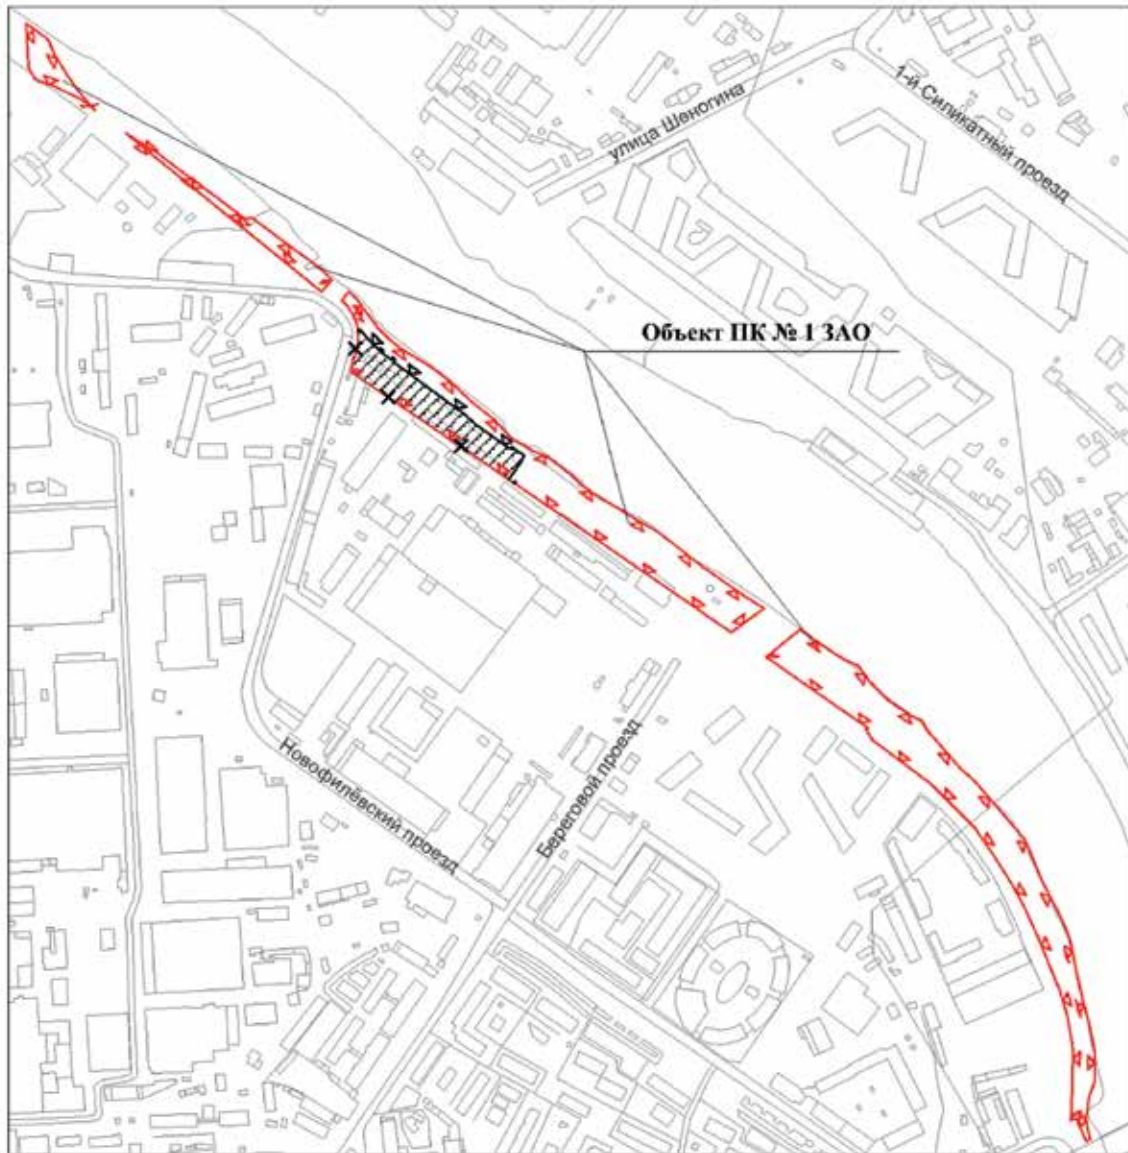 1-й Силикатный проезд
улица Шеногина
Объект ПК № 1 ЗАО
Береговой проезд
Новофилёвский проезд